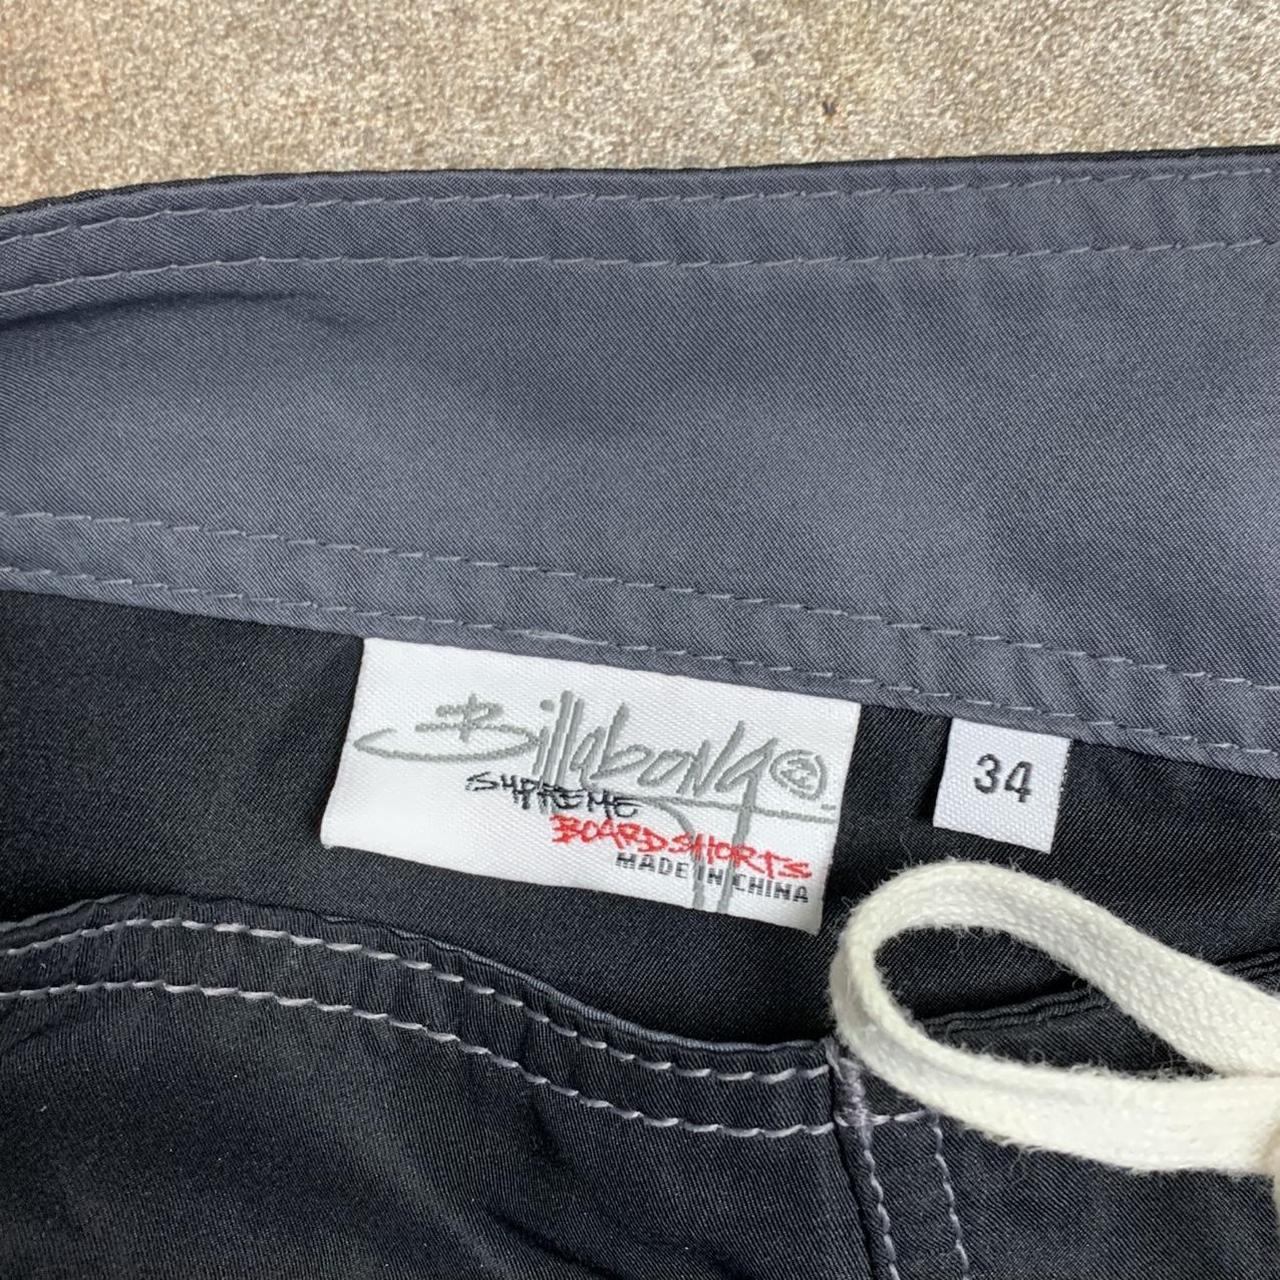 Billabong
SUPREME
BOARDSHORTS
MADE IN CHINA
34